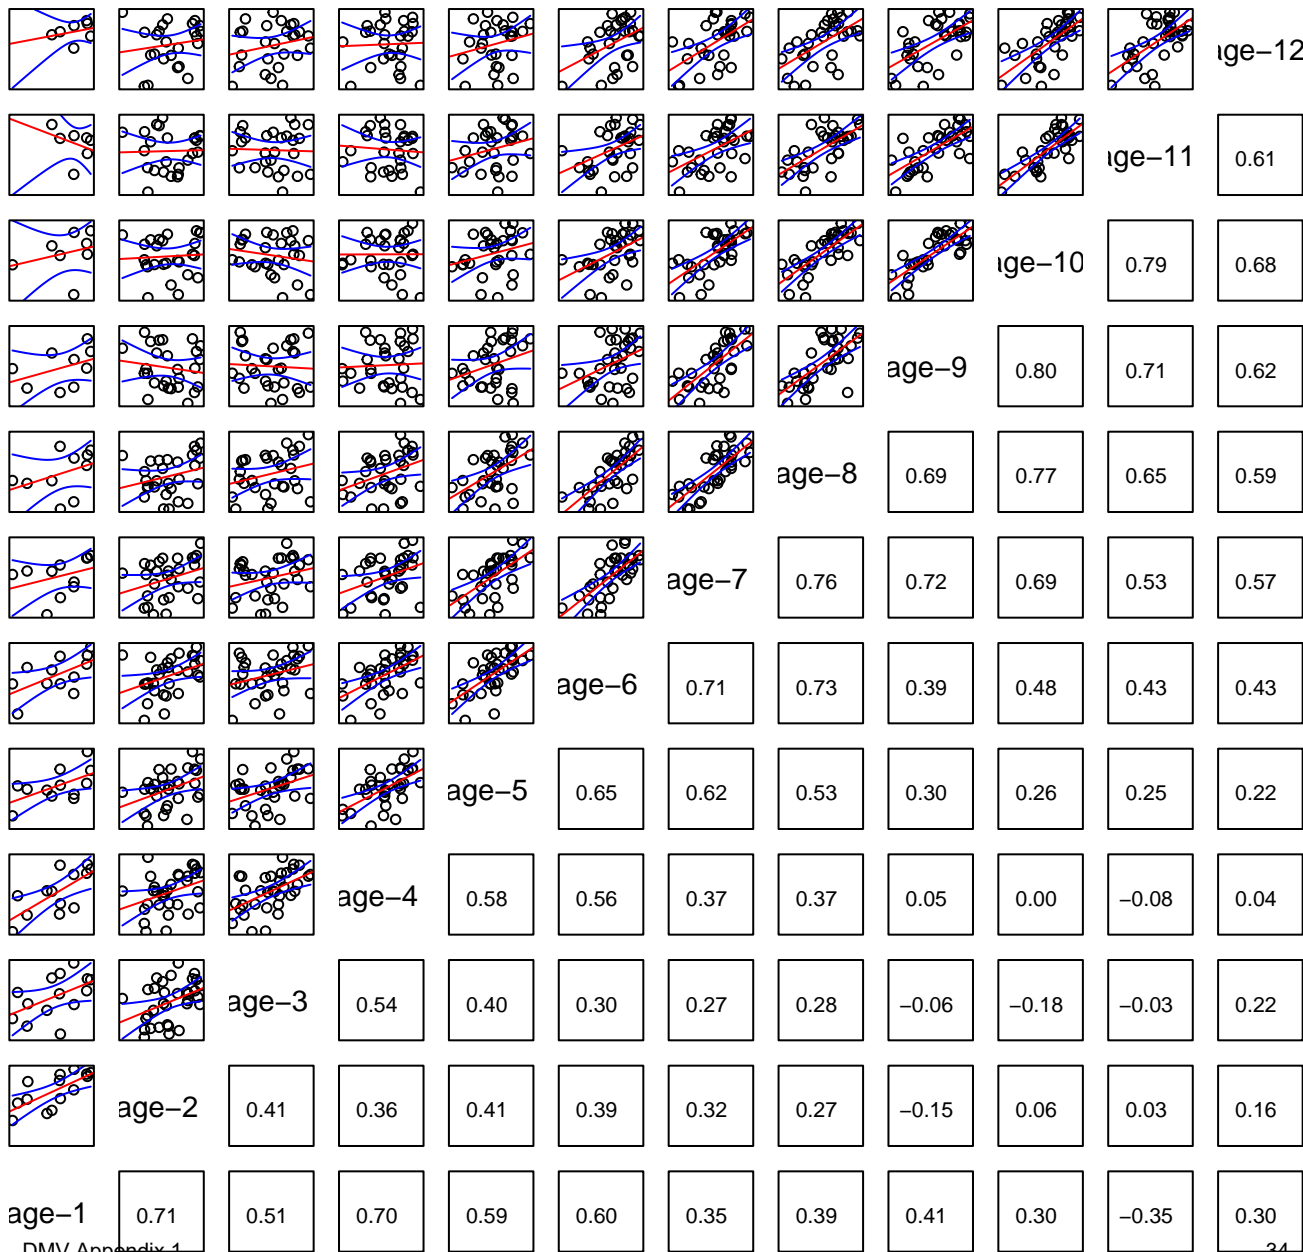 age−12
age−11 0.61
age−10 0.79 0.68
age−9 0.80 0.71 0.62
age−8 0.69 0.77 0.65 0.59
age−7 0.76 0.72 0.69 0.53 0.57
age−6 0.71 0.73 0.39 0.48 0.43 0.43
age−5 0.65 0.62 0.53 0.30 0.26 0.25 0.22
age−4 0.58 0.56 0.37 0.37 0.05 0.00 −0.08 0.04
age−3 0.54 0.40 0.30 0.27 0.28 −0.06 −0.18 −0.03 0.22
age−2 0.41 0.36 0.41 0.39 0.32 0.27 −0.15 0.06 0.03 0.16
age−1 0.71 0.51 0.70 0.59 0.60 0.35 0.39 0.41 0.30 −0.35 0.30
DMV Appendix 1 34